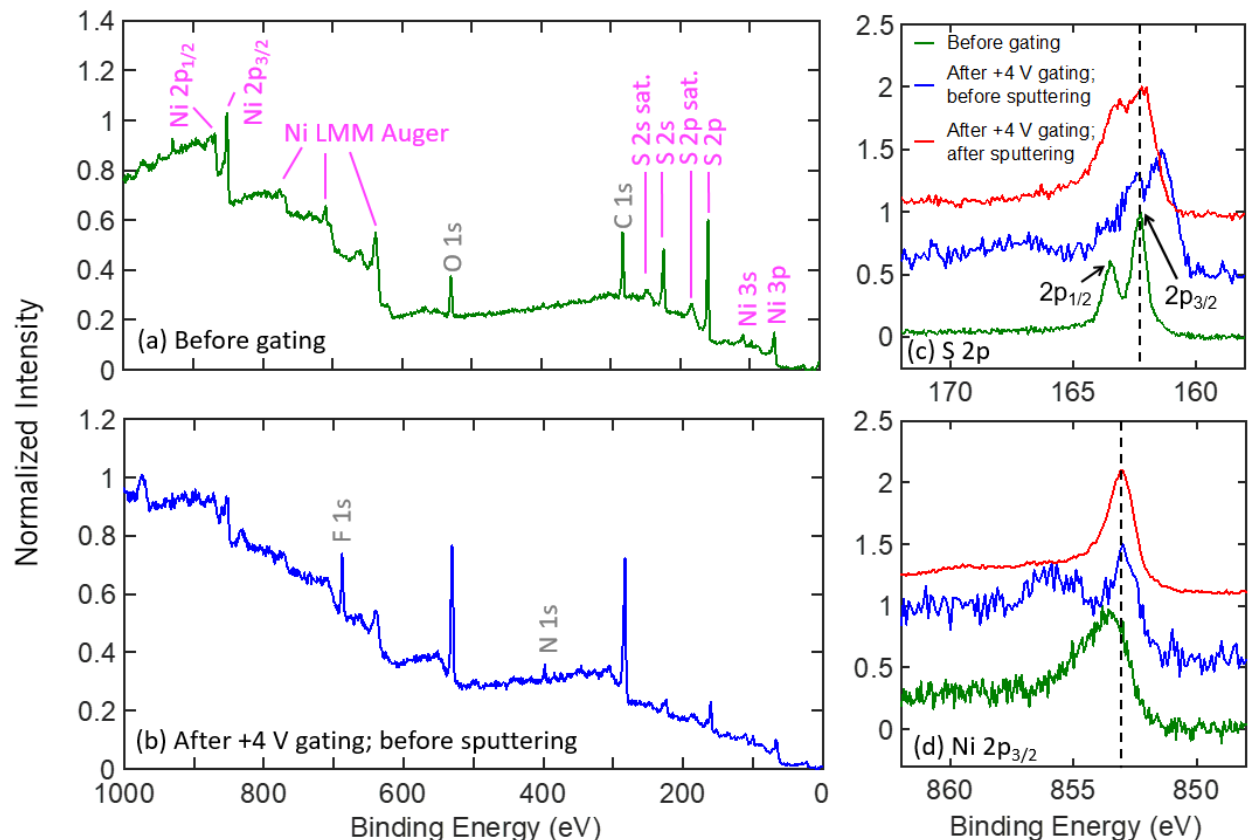 Normalized Intensity
1.4
1.2
1
0.8
0.6
0.4
0.2
0
Ni 2p1/2
Ni 2p3/2
Ni LMM Auger
O 1s
C 1s
S 2s sat.
S 2s
S 2p sat.
S 2p
Ni 3s
Ni 3p
(a) Before gating
1.2
1
0.8
0.6
0.4
0.2
0
F 1s
N 1s
(b) After +4 V gating; before sputtering
1000 800 600 400 200 0
Binding Energy (eV)
2.5
2
1.5
1
0.5
0
Before gating
After +4 V gating;
before sputtering
After +4 V gating;
after sputtering
2p1/2
2p3/2
(c) S 2p
170 165 160
2.5
2
1.5
1
0.5
0
(d) Ni 2p3/2
860 855 850
Binding Energy (eV)